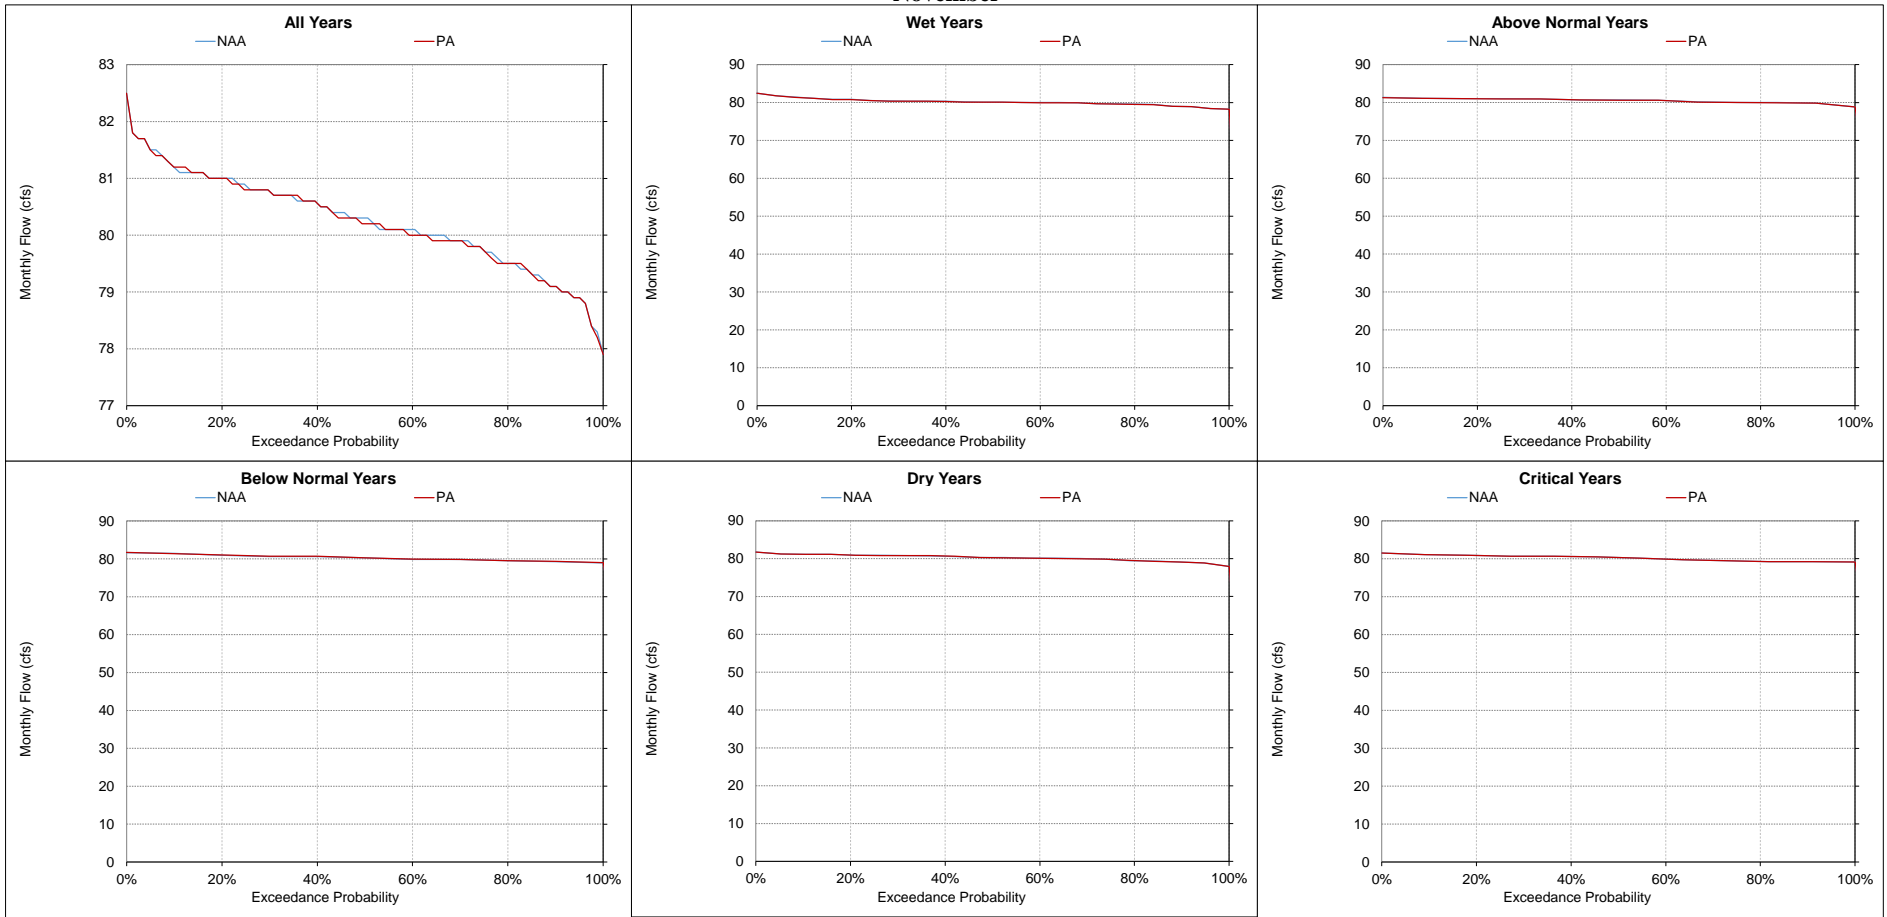 All Years
NAA PA
83
82
81
80
79
78
77
Monthly Flow (cfs)
0% 20% 40% 60% 80% 100%
Exceedance Probability
Wet Years
NAA PA
90
80
70
60
50
40
30
20
10
0
Monthly Flow (cfs)
0% 20% 40% 60% 80% 100%
Exceedance Probability
Above Normal Years
NAA PA
90
80
70
60
50
40
30
20
10
0
Monthly Flow (cfs)
0% 20% 40% 60% 80% 100%
Exceedance Probability
Below Normal Years
NAA PA
90
80
70
60
50
40
30
20
10
0
Monthly Flow (cfs)
0% 20% 40% 60% 80% 100%
Exceedance Probability
Dry Years
NAA PA
90
80
70
60
50
40
30
20
10
0
Monthly Flow (cfs)
0% 20% 40% 60% 80% 100%
Exceedance Probability
Critical Years
NAA PA
90
80
70
60
50
40
30
20
10
0
Monthly Flow (cfs)
0% 20% 40% 60% 80% 100%
Exceedance Probability